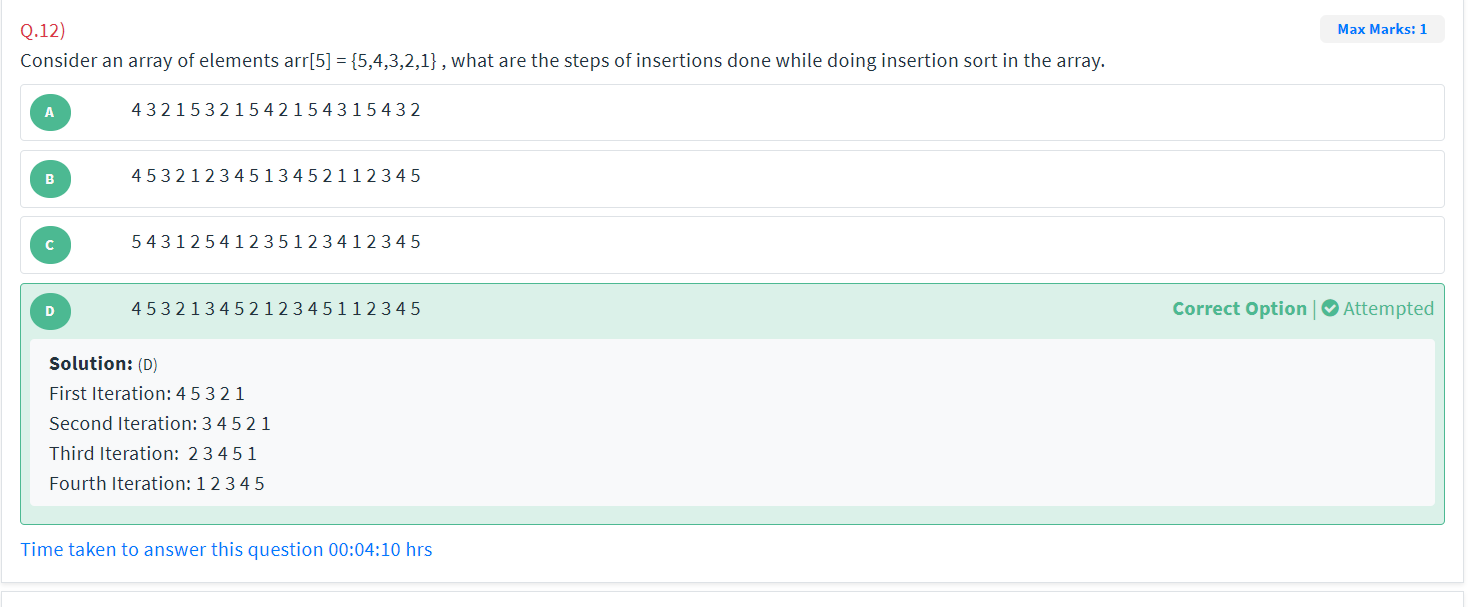 Q.12)
Max Marks: 1
Consider an array of elements arr[5] = {5,4,3,2,1} , what are the steps of insertions done while doing insertion sort in the array.
A
4 3 2 1 5 3 2 1 5 4 2 1 5 4 3 1 5 4 3 2
B
4 5 3 2 1 2 3 4 5 1 3 4 5 2 1 1 2 3 4 5
C
5 4 3 1 2 5 4 1 2 3 5 1 2 3 4 1 2 3 4 5
D
4 5 3 2 1 3 4 5 2 1 2 3 4 5 1 1 2 3 4 5
Correct Option | Attempted
Solution: (D)
First Iteration: 4 5 3 2 1
Second Iteration: 3 4 5 2 1
Third Iteration: 2 3 4 5 1
Fourth Iteration: 1 2 3 4 5
Time taken to answer this question 00:04:10 hrs